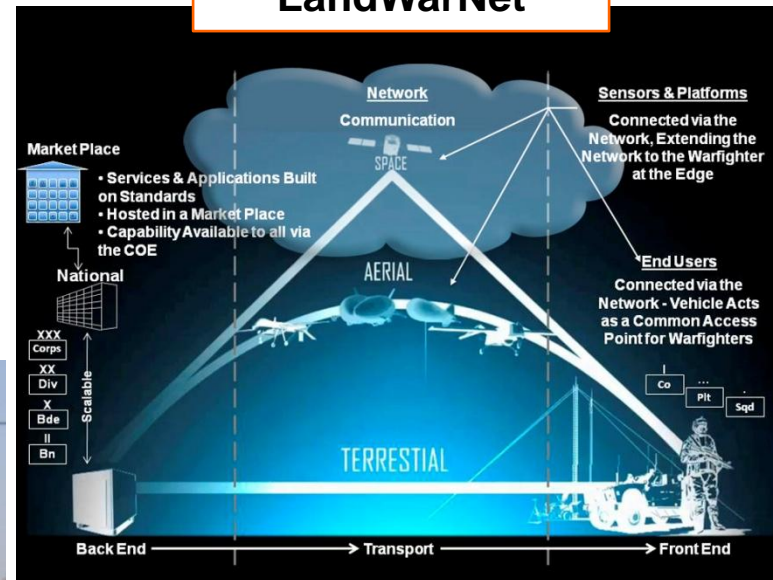 LandWarNet
Network
Communication
SPACE
Sensors & Platforms
Connected via the
Network, Extending the
Network to the Warfighter
at the Edge
Market Place
• Services & Applications Built
on Standards
• Hosted in a Market Place
• Capability Available to all via
the COE
National
AERIAL
End Users
Connected via the
Network - Vehicle Acts
as a Common Access
Point for Warfighters
XXX
Corps
XX
Div
X
Bde
II
Bn
Scalable
I
Co
...
Plt
.
Sqd
TERRESTIAL
Back End
Transport
Front End